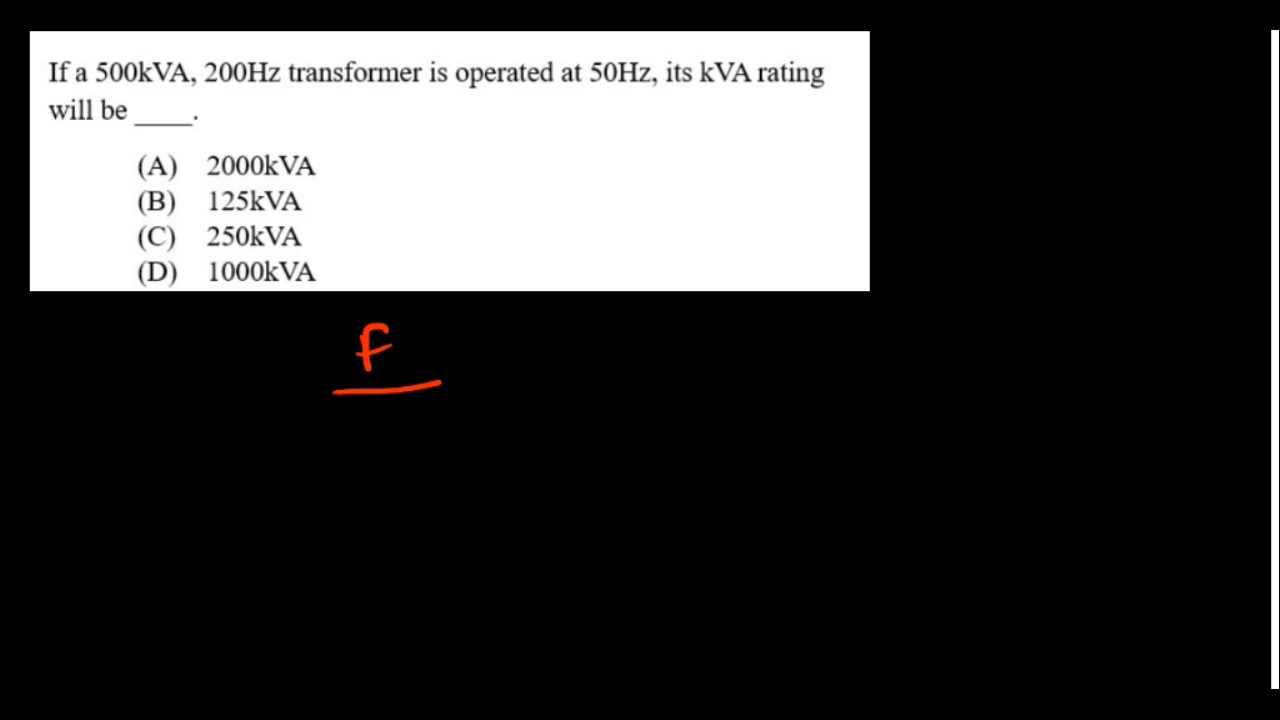 If a 500kVA, 200Hz transformer is operated at 50Hz, its kVA rating
will be ____.
(A) 2000kVA
(B) 125kVA
(C) 250kVA
(D) 1000kVA
f